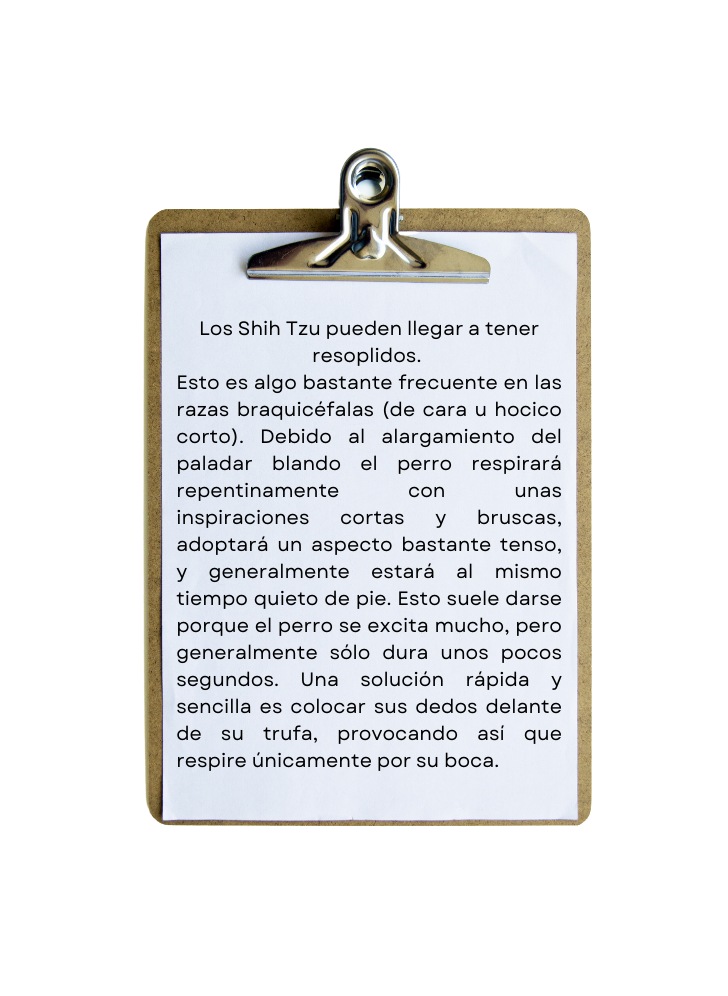 Los Shih Tzu pueden llegar a tener
resoplidos.
Esto es algo bastante frecuente en las
razas braquicéfalas (de cara u hocico
corto). Debido al alargamiento del
paladar blando el perro respirará
repentinamente con unas
inspiraciones cortas y bruscas,
adoptará un aspecto bastante tenso,
y generalmente estará al mismo
tiempo quieto de pie. Esto suele darse
porque el perro se excita mucho, pero
generalmente sólo dura unos pocos
segundos. Una solución rápida y
sencilla es colocar sus dedos delante
de su trufa, provocando así que
respire únicamente por su boca.